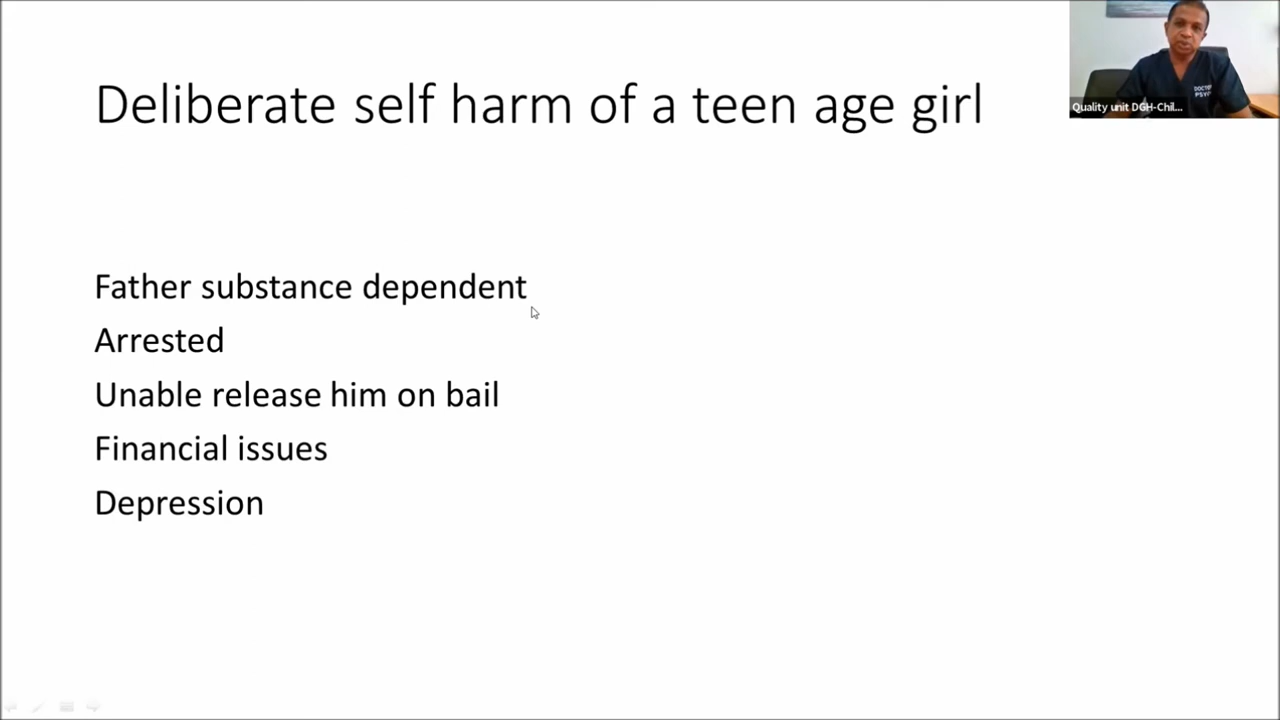 Deliberate self harm of a teen age girl
Quality unit DGH-Chil...
Father substance dependent
Arrested
Unable release him on bail
Financial issues
Depression